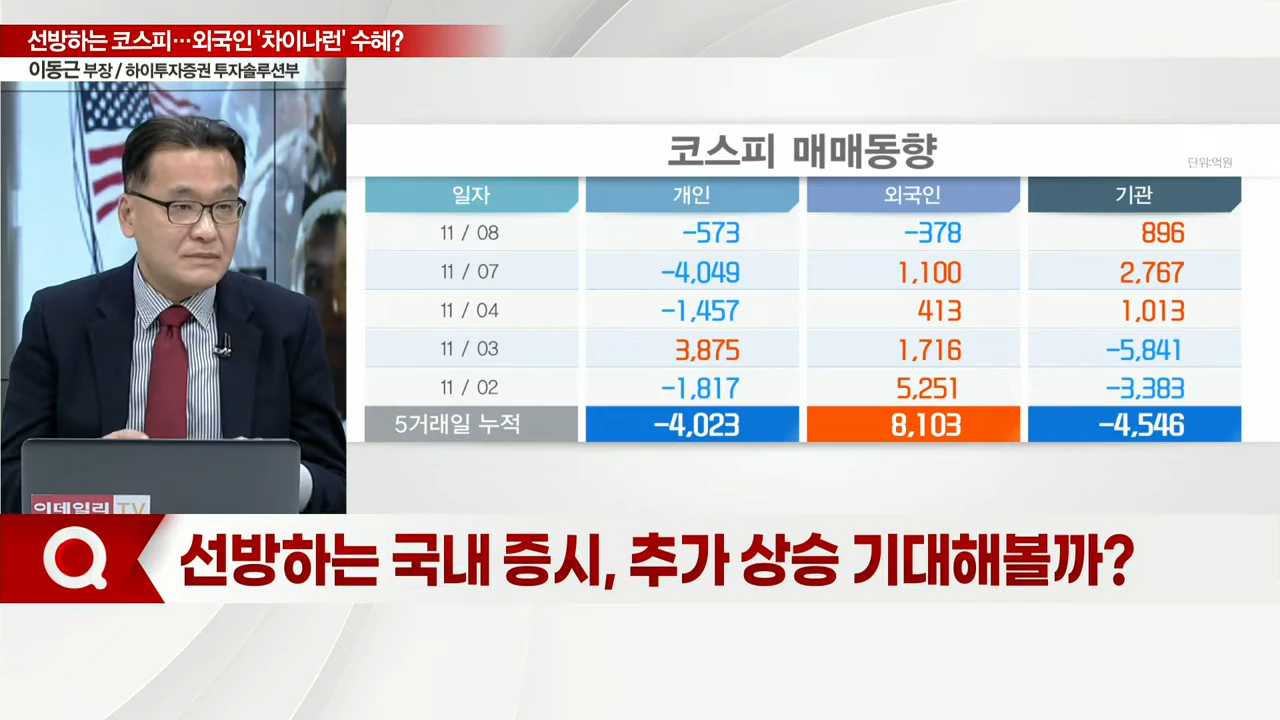 선방하는 코스피…외국인 '차이나런' 수혜?
이동근 부장 / 하이투자증권 투자솔루션부
코스피 매매동향
단위:억원
일자 개인 외국인 기관
11 / 08 -573 -378 896
11 / 07 -4,049 1,100 2,767
11 / 04 -1,457 413 1,013
11 / 03 3,875 1,716 -5,841
11 / 02 -1,817 5,251 -3,383
5거래일 누적 -4,023 8,103 -4,546
이데일리 TV
Q 선방하는 국내 증시, 추가 상승 기대해볼까?